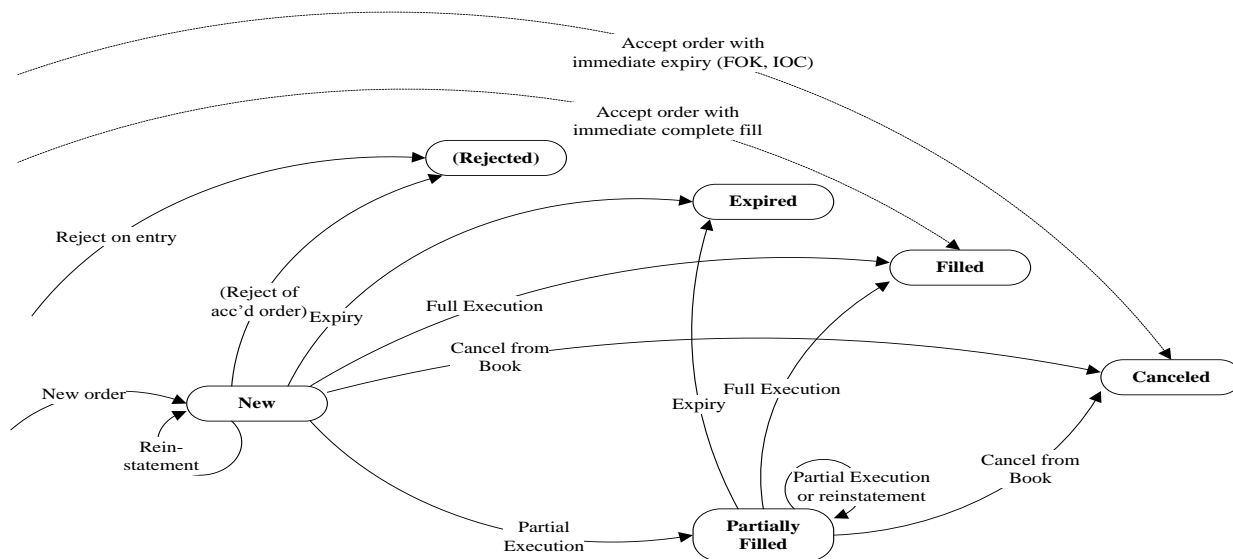 Accept order with
immediate expiry (FOK, IOC)
Accept order with
immediate complete fill
(Rejected)
Expired
Reject on entry
Filled
(Reject of
acc'd order)
Expiry
Full Execution
Cancel from
Book
Canceled
New order
New
Full Execution
Expiry
Rein-
statement
Partial Execution
or reinstatement
Cancel from
Book
Partial
Execution
Partially
Filled